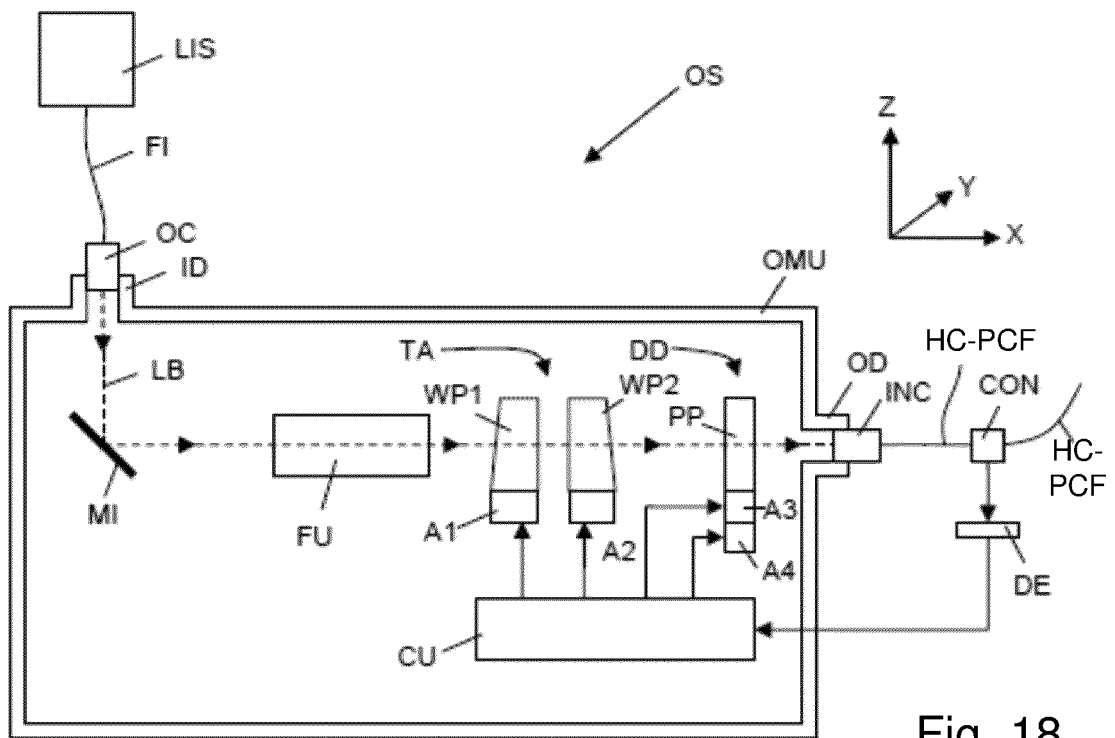 LIS
OS
Z
FI
Y
OC
X
ID
OMU
HC-PCF
TA
DD
OD
LB
WP1
WP2
INC
CON
PP
HC-
PCF
MI
FU
A1
A2
A3
A4
DE
CU
Fig. 18